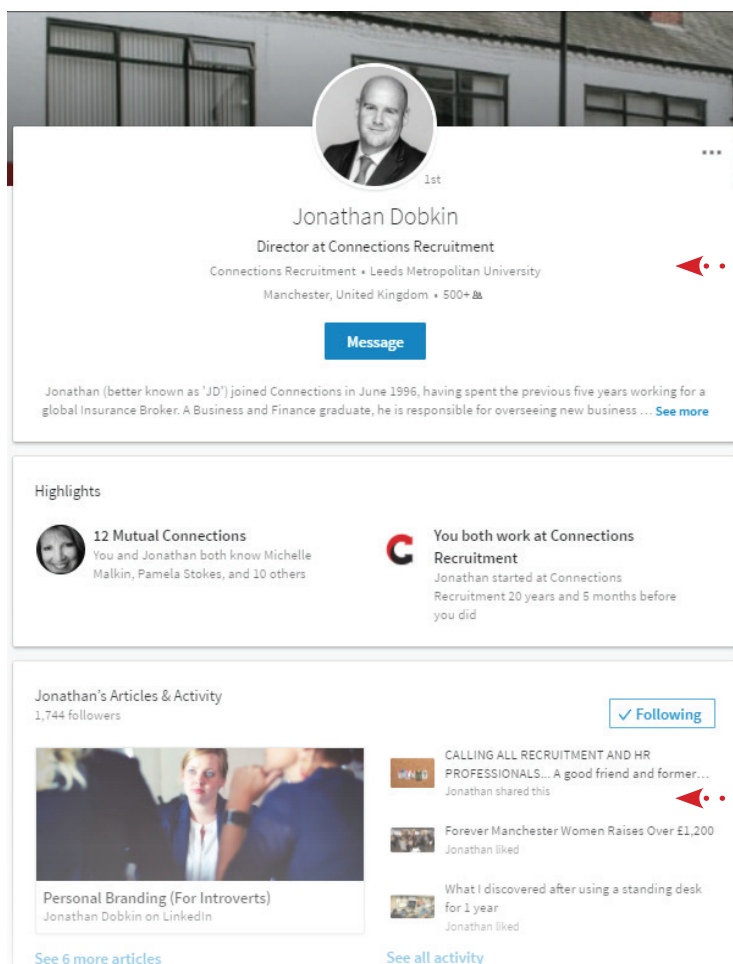 1st
Jonathan Dobkin
Director at Connections Recruitment
Connections Recruitment • Leeds Metropolitan University
Manchester, United Kingdom • 500+
Message
Jonathan (better known as 'JD') joined Connections in June 1996, having spent the previous five years working for a
global Insurance Broker. A Business and Finance graduate, he is responsible for overseeing new business ... See more
Highlights
12 Mutual Connections
You and Jonathan both know Michelle
Malkin, Pamela Stokes, and 10 others
You both work at Connections
Recruitment
Jonathan started at Connections
Recruitment 20 years and 5 months before
you did
Jonathan's Articles & Activity
1,744 followers
Following
Personal Branding (For Introverts)
Jonathan Dobkin on LinkedIn
See 6 more articles
CALLING ALL RECRUITMENT AND HR
PROFESSIONALS... A good friend and former...
Jonathan shared this
Forever Manchester Women Raises Over £1,200
Jonathan liked
What I discovered after using a standing desk
for 1 year
Jonathan liked
See all activity